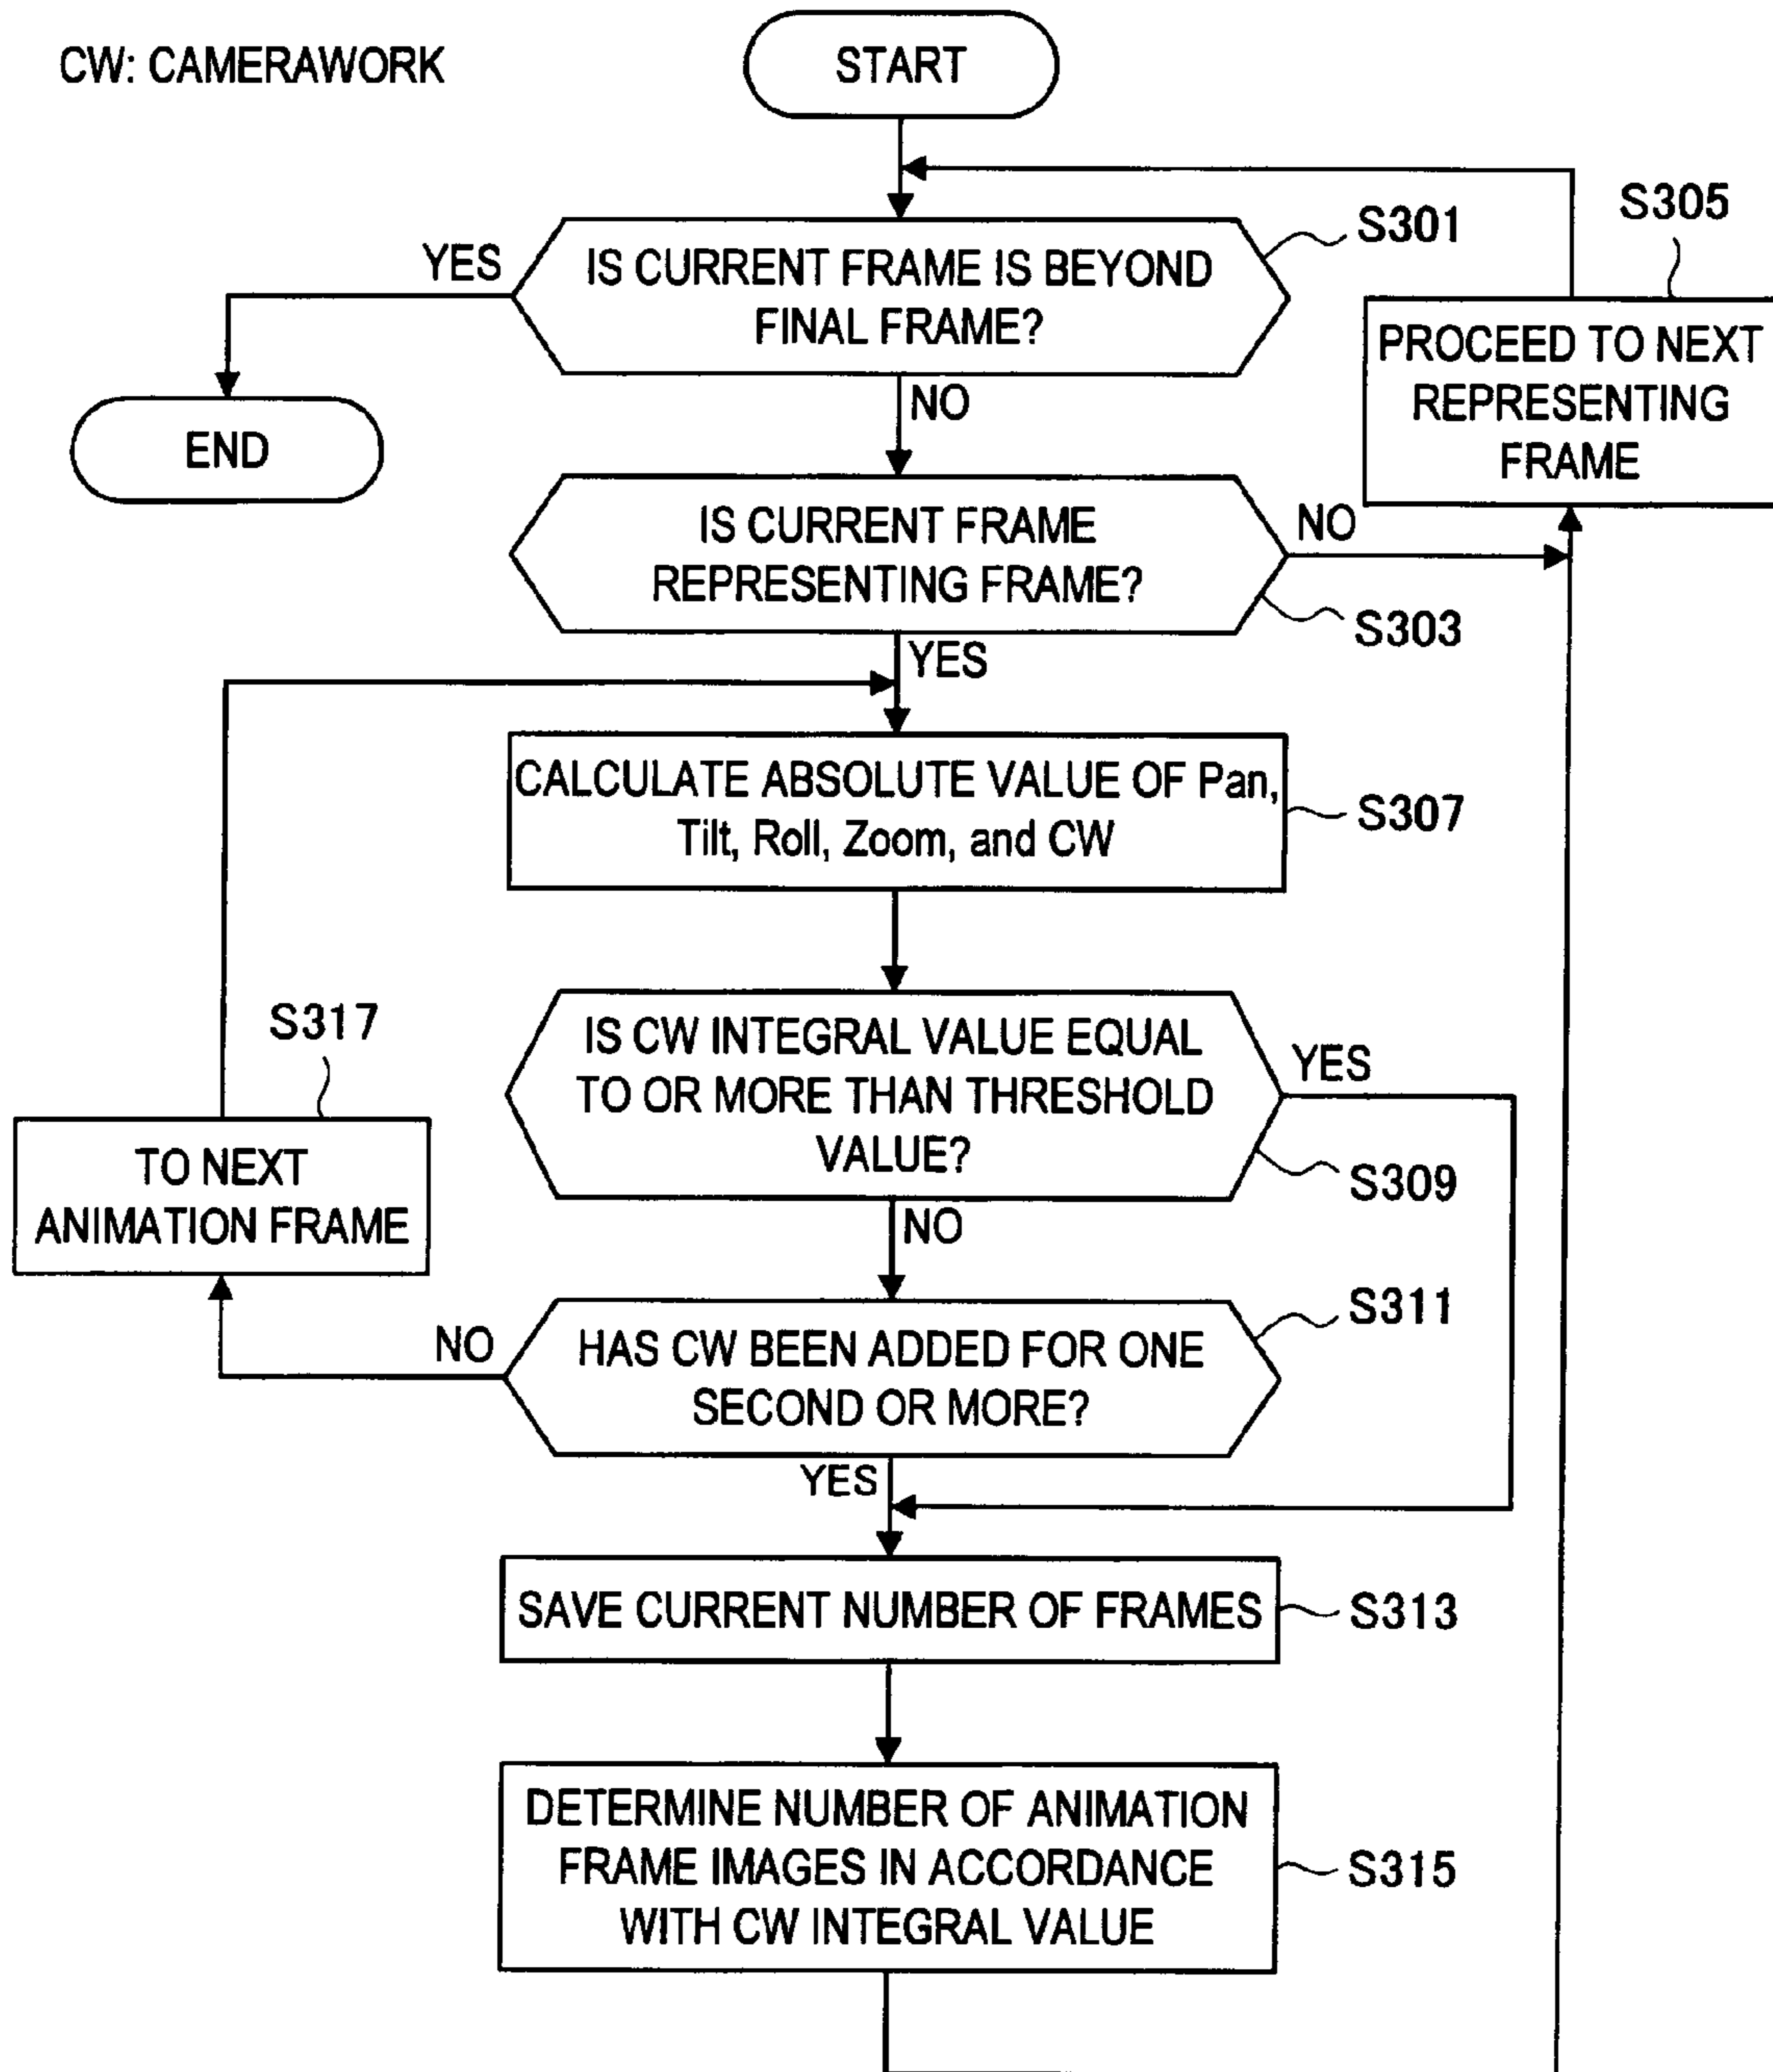 CW: CAMERAWORK
START
S301
S305
YES
IS CURRENT FRAME IS BEYOND
FINAL FRAME?
NO
PROCEED TO NEXT
REPRESENTING
FRAME
END
IS CURRENT FRAME
REPRESENTING FRAME?
NO
S303
YES
CALCULATE ABSOLUTE VALUE OF Pan,
Tilt, Roll, Zoom, and CW
S307
S317
IS CW INTEGRAL VALUE EQUAL
TO OR MORE THAN THRESHOLD
VALUE?
YES
S309
TO NEXT
ANIMATION FRAME
NO
S311
NO
HAS CW BEEN ADDED FOR ONE
SECOND OR MORE?
YES
SAVE CURRENT NUMBER OF FRAMES
S313
DETERMINE NUMBER OF ANIMATION
FRAME IMAGES IN ACCORDANCE
WITH CW INTEGRAL VALUE
S315